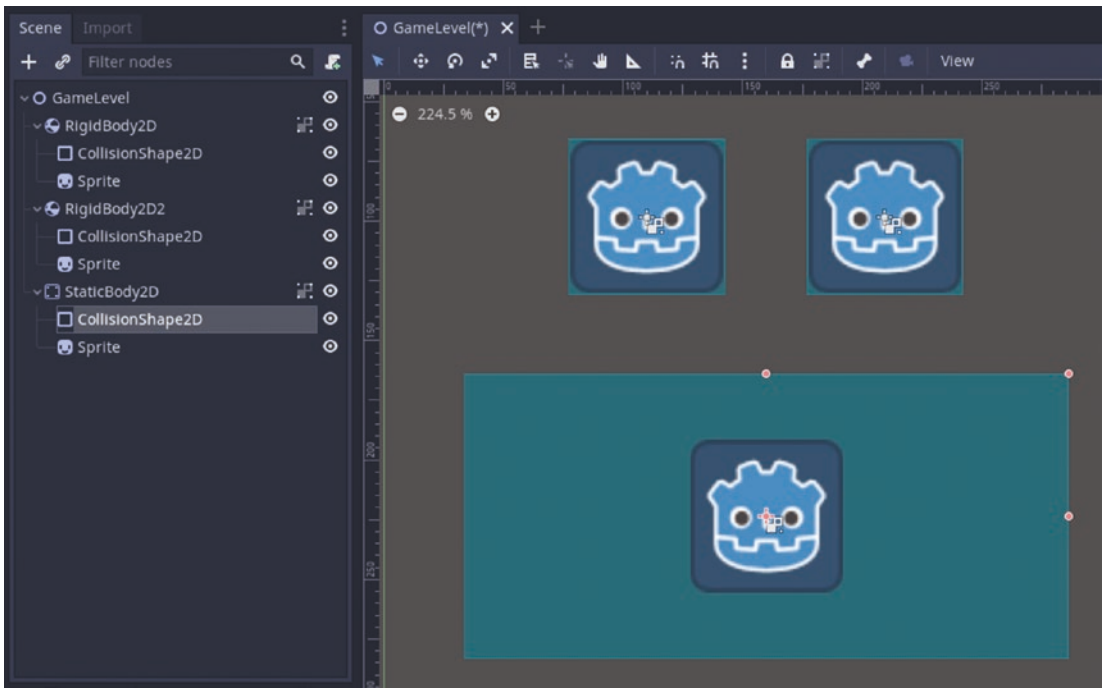 Scene Import
Filter nodes
GameLevel
RigidBody2D
CollisionShape2D
Sprite
RigidBody2D2
CollisionShape2D
Sprite
StaticBody2D
CollisionShape2D
Sprite
GameLevel(*)
View
0 50 100 150 200 250
224.5 %
100
150
200
250